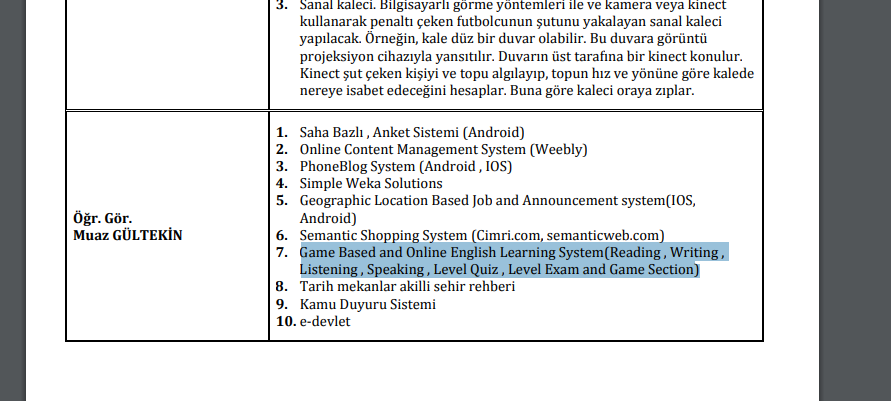 3. Sanal kaleci. Bilgisayarlı görme yöntemleri ile ve kamera veya kinect
kullanarak penaltı çeken futbolcunun şutunu yakalayan sanal kaleci
yapılacak. Örneğin, kale düz bir duvar olabilir. Bu duvara görüntü
projeksiyon cihazıyla yansıtılır. Duvarın üst tarafına bir kinect konulur.
Kinect şut çeken kişiyi ve topu algılayıp, topun hız ve yönüne göre kalede
nereye isabet edeceğini hesaplar. Buna göre kaleci oraya zıplar.
Öğr. Gör.
Muaz GÜLTEKİN
1. Saha Bazlı , Anket Sistemi (Android)
2. Online Content Management System (Weebly)
3. PhoneBlog System (Android , IOS)
4. Simple Weka Solutions
5. Geographic Location Based Job and Announcement system(IOS,
Android)
6. Semantic Shopping System (Cimri.com, semanticweb.com)
7. Game Based and Online English Learning System(Reading , Writing ,
Listening , Speaking , Level Quiz , Level Exam and Game Section)
8. Tarih mekanlar akilli sehir rehberi
9. Kamu Duyuru Sistemi
10. e-devlet